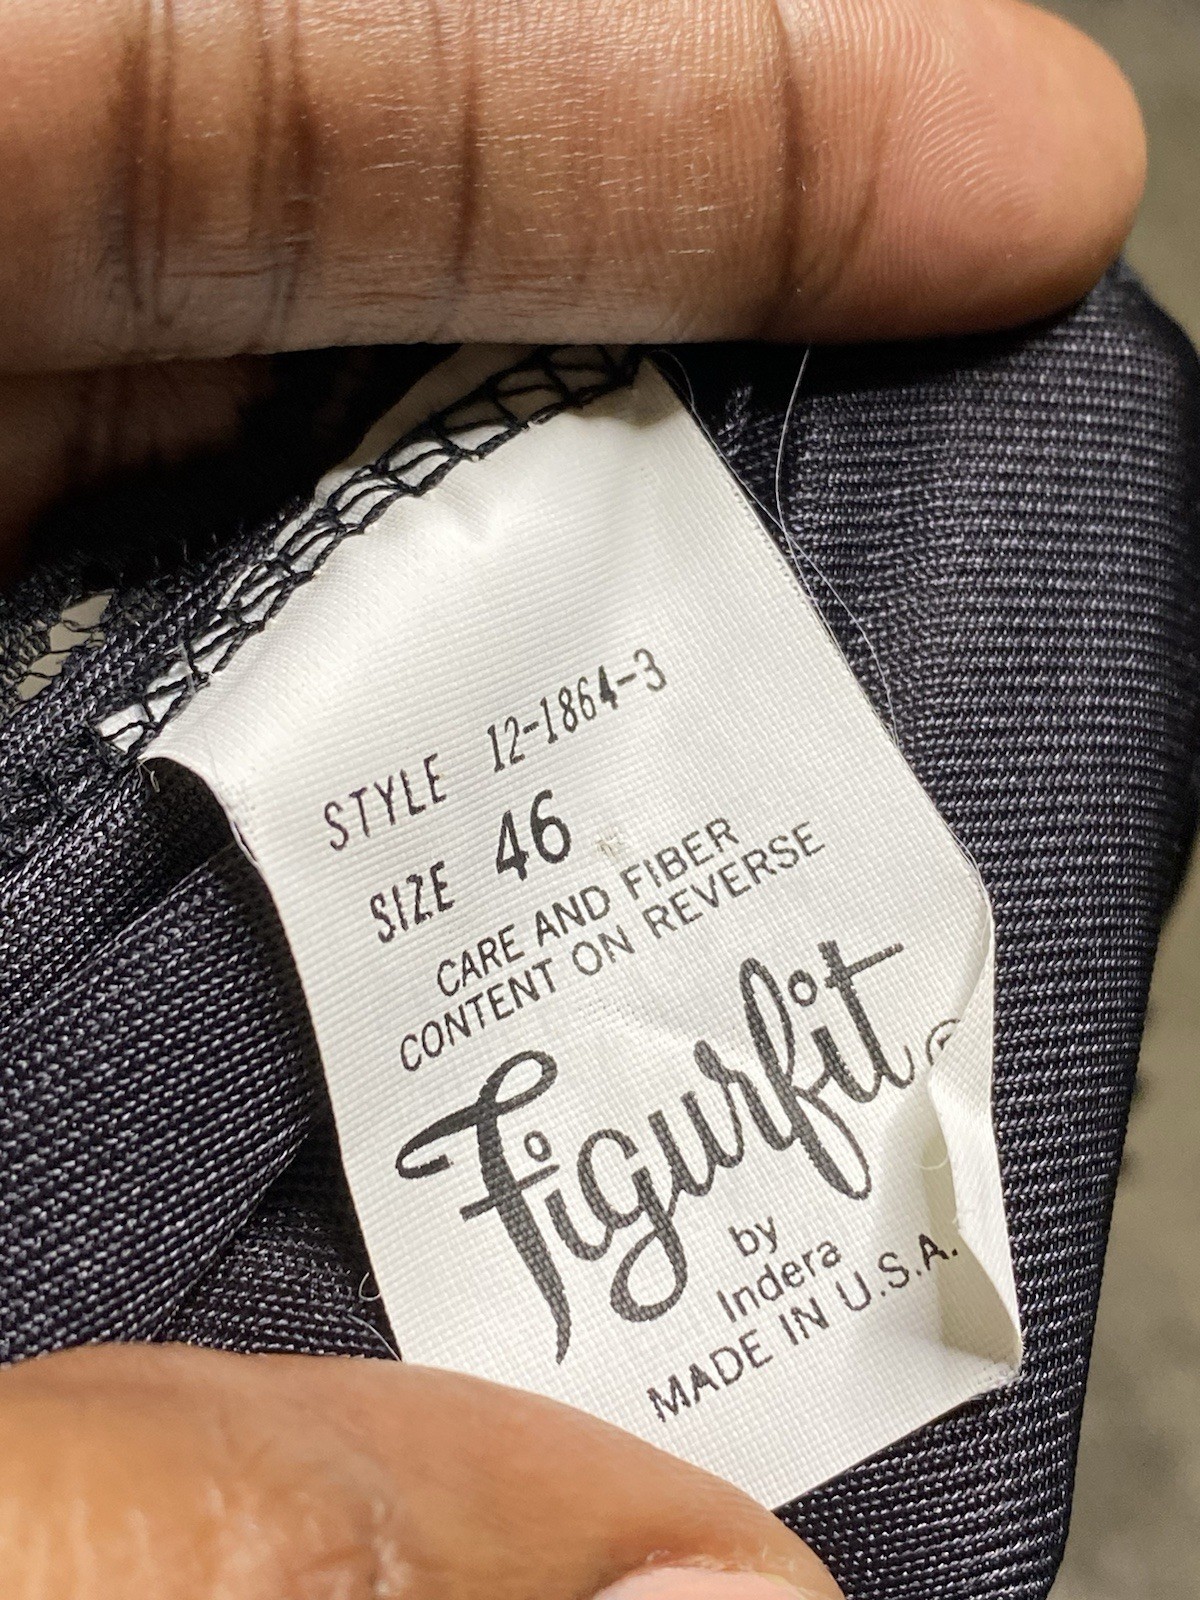 STYLE 12-1864-3
SIZE 46
CARE AND FIBER
CONTENT ON REVERSE
Figurfit®
by
Indera
MADE IN U.S.A.